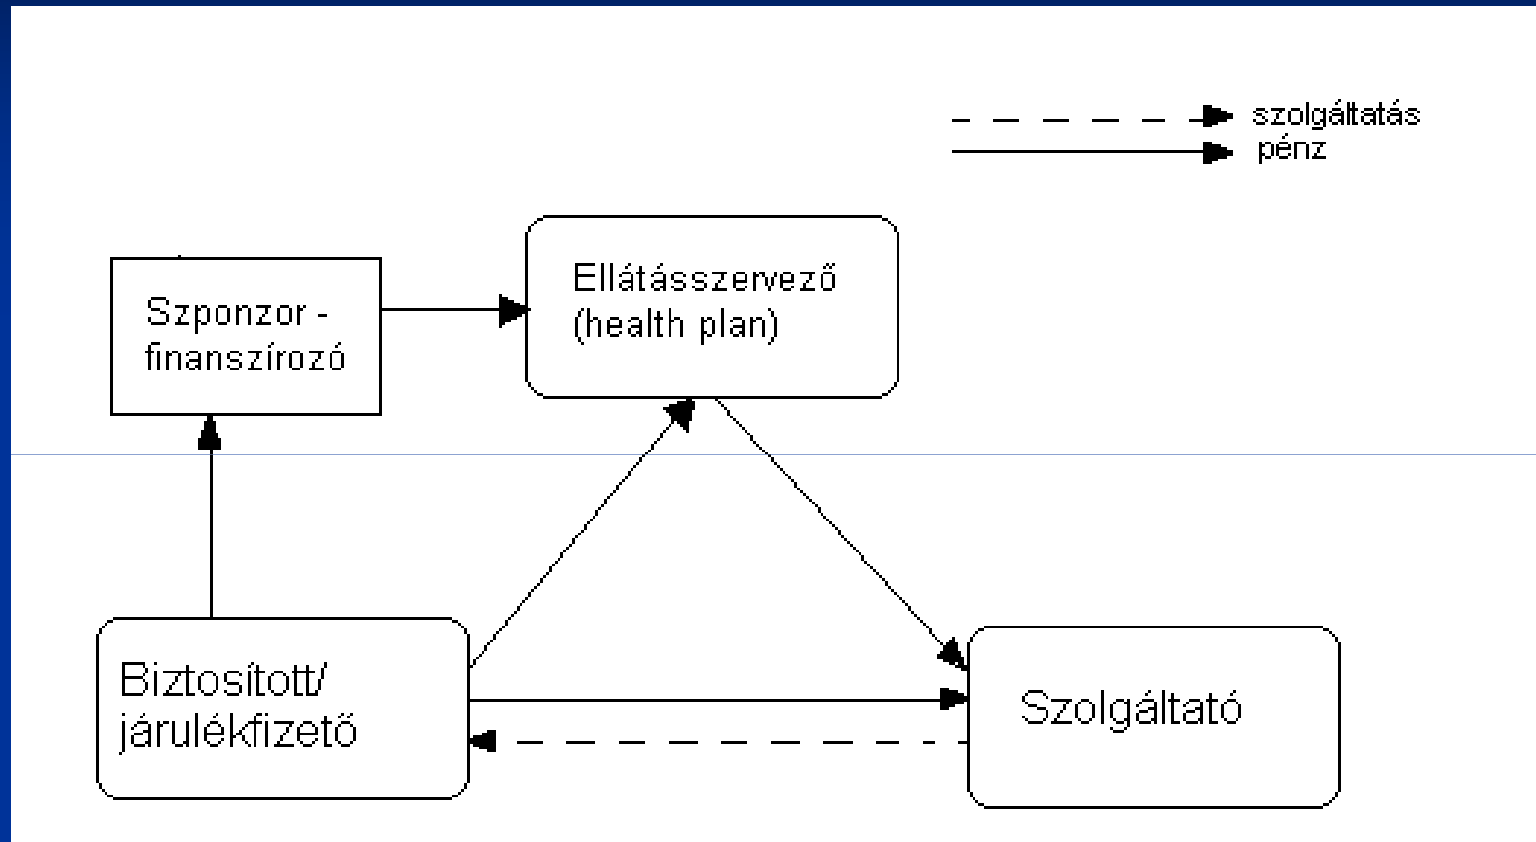 szolgáltatás
pénz
Ellátásszervező
(health plan)
Szponzor -
finanszírozó
Biztosított/
járulékfizető
Szolgáltató